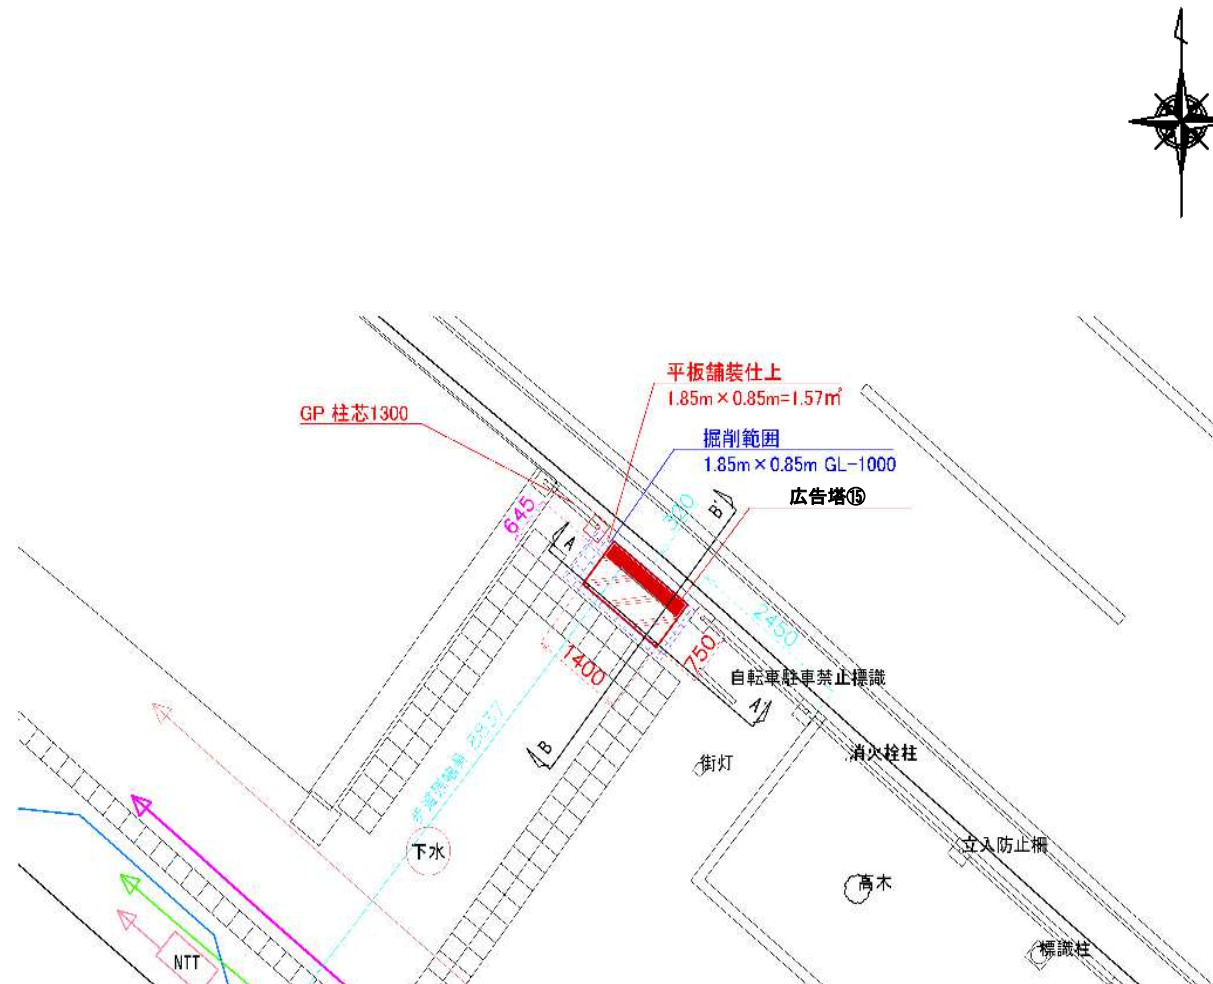 平板舗装仕上
1.85m×0.85m=1.57㎡
GP 柱芯1300
掘削範囲
1.85m×0.85m GL-1000
広告塔⑮
B'
645
A
2450
1400
750
自転車駐車禁止標識
A'
B
街灯
消火栓柱
下水
立入防止柵
高木
標識柱
NTT